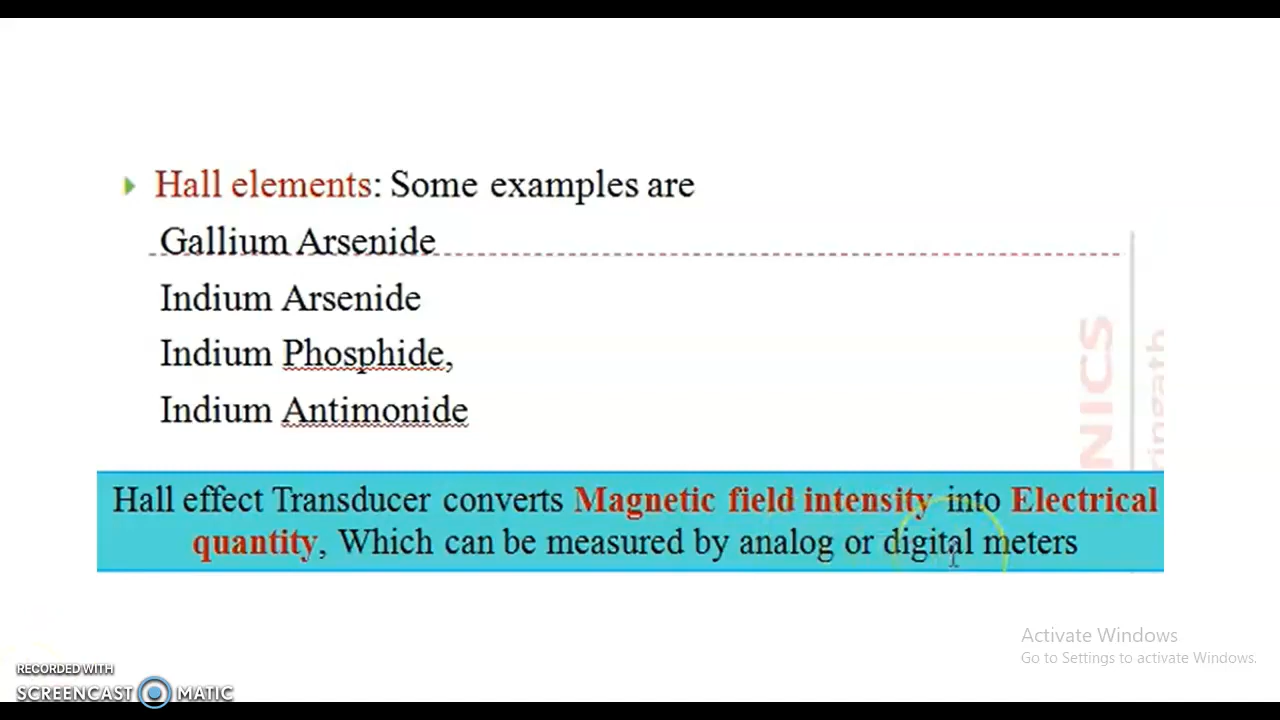 Hall elements: Some examples are
Gallium Arsenide
Indium Arsenide
Indium Phosphide,
Indium Antimonide
NICS
Hall effect Transducer converts Magnetic field intensity into Electrical
quantity, Which can be measured by analog or digital meters
Activate Windows
Go to Settings to activate Windows.
RECORDED WITH
SCREENCAST MATIC